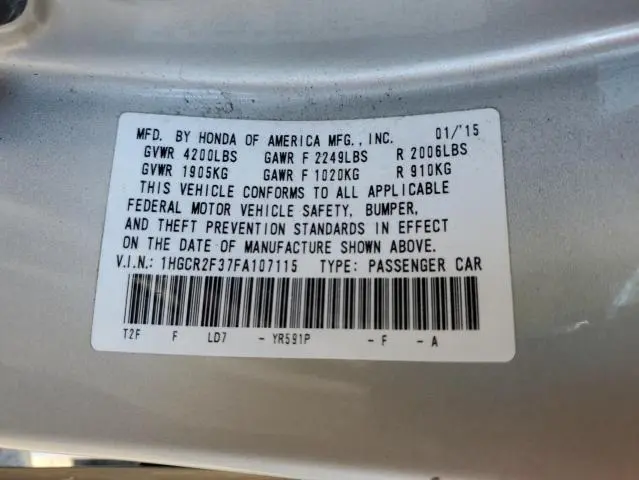 MFD. BY HONDA OF AMERICA MFG., INC. 01/'15
GVWR 4200LBS GAWR F 2249LBS R 2006LBS
GVWR 1905KG GAWR F 1020KG R 910KG
THIS VEHICLE CONFORMS TO ALL APPLICABLE
FEDERAL MOTOR VEHICLE SAFETY, BUMPER,
AND THEFT PREVENTION STANDARDS IN EFFECT
ON THE DATE OF MANUFACTURE SHOWN ABOVE.
V.I.N.: 1HGCR2F37FA107115 TYPE: PASSENGER CAR
T2F F LD7 - YR591P - F - A